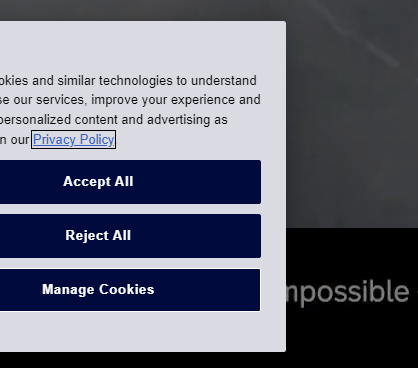 okies and similar technologies to understand
se our services, improve your experience and
personalized content and advertising as
n our Privacy Policy
Accept All
Reject All
Manage Cookies
mpossible